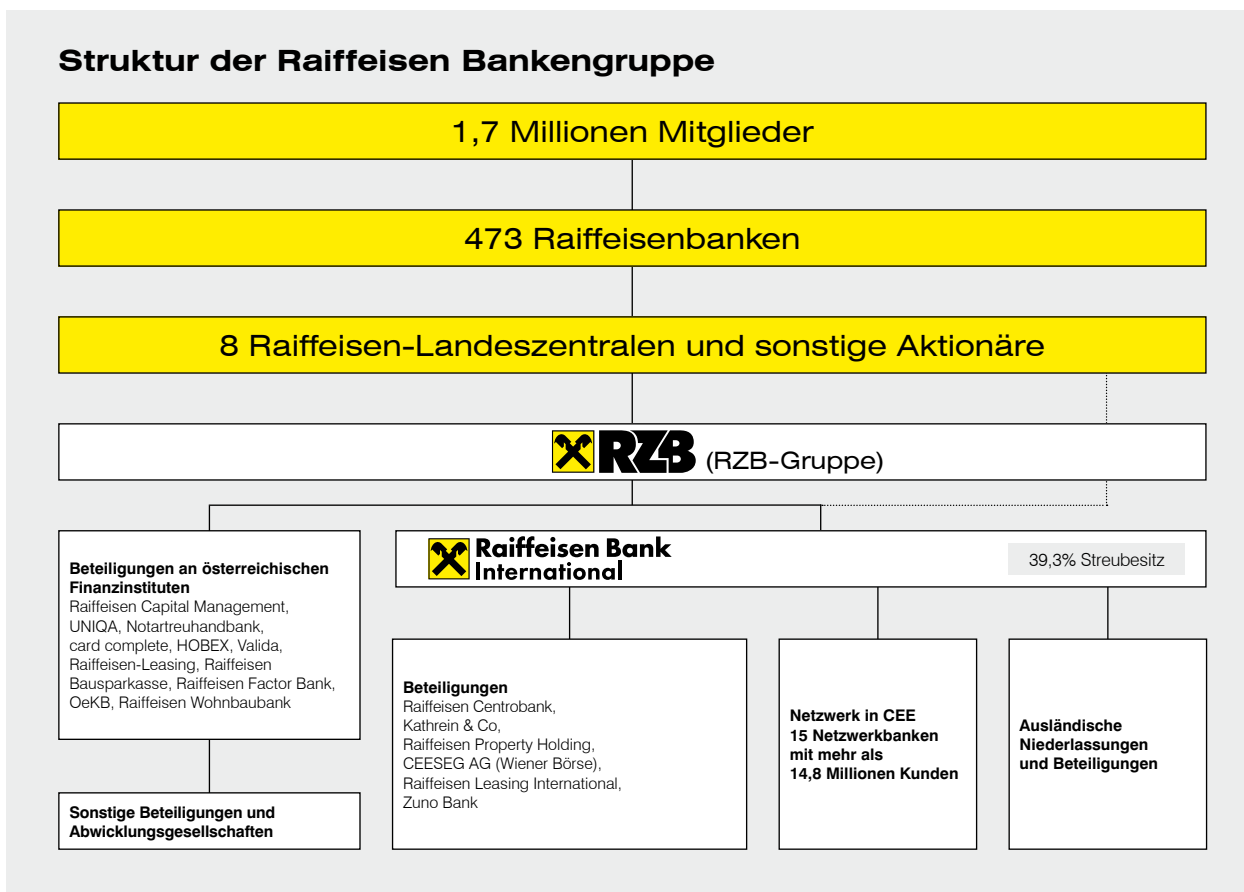 Struktur der Raiffeisen Bankengruppe
1,7 Millionen Mitglieder
473 Raiffeisenbanken
8 Raiffeisen-Landeszentralen und sonstige Aktionäre
RZB (RZB-Gruppe)
Beteiligungen an österreichischen
Finanzinstituten
Raiffeisen Capital Management,
UNIQA, Notartreuhandbank,
card complete, HOBEX, Valida,
Raiffeisen-Leasing, Raiffeisen
Bausparkasse, Raiffeisen Factor Bank,
OeKB, Raiffeisen Wohnbaubank
Sonstige Beteiligungen und
Abwicklungsgesellschaften
Raiffeisen Bank
International
39,3% Streubesitz
Beteiligungen
Raiffeisen Centrobank,
Kathrein & Co,
Raiffeisen Property Holding,
CEESEG AG (Wiener Börse),
Raiffeisen Leasing International,
Zuno Bank
Netzwerk in CEE
15 Netzwerkbanken
mit mehr als
14,8 Millionen Kunden
Ausländische
Niederlassungen
und Beteiligungen